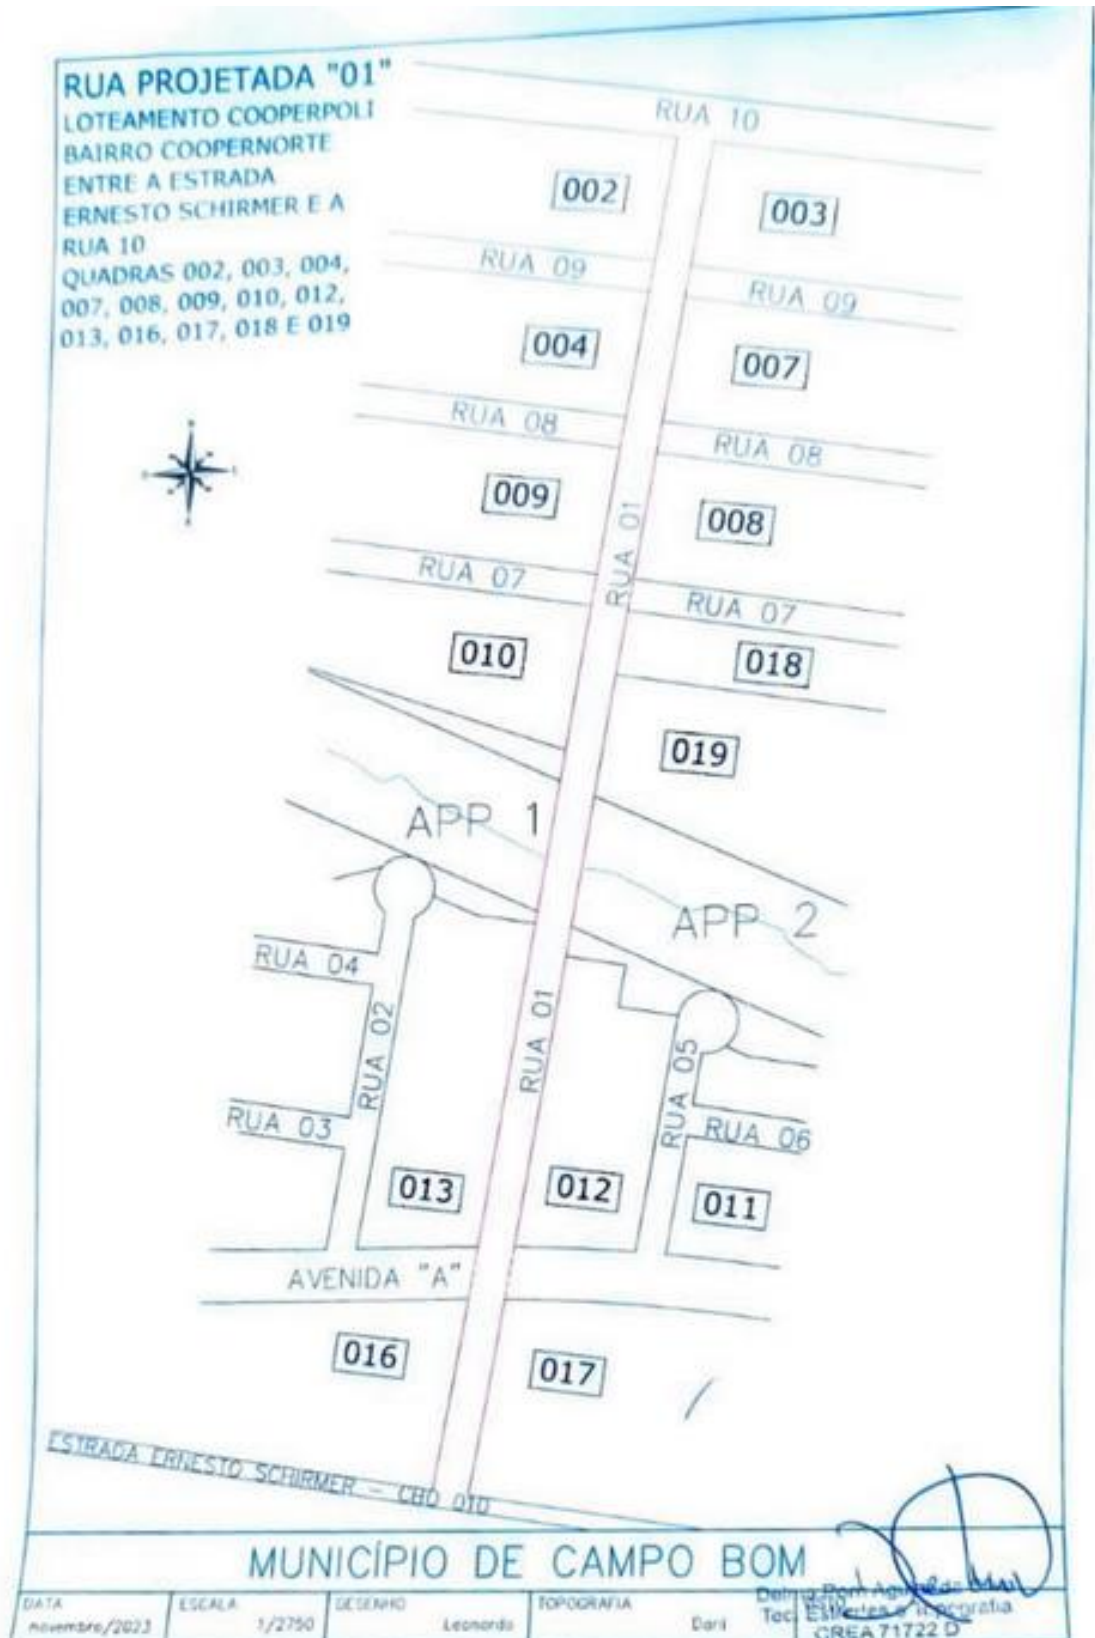 RUA PROJETADA "01"
LOTEAMENTO COOPERPOLI
BAIRRO COOPERNORTE
ENTRE A ESTRADA
ERNESTO SCHIRMER E A
RUA 10
QUADRAS 002, 003, 004,
007, 008, 009, 010, 012,
013, 016, 017, 018 E 019
RUA 10
002
003
RUA 09
RUA 09
004
007
RUA 08
RUA 08
009
008
RUA 01
RUA 07
RUA 07
010
018
019
APP 1
APP 2
RUA 04
RUA 02
RUA 01
RUA 05
RUA 03
RUA 06
013
012
011
AVENIDA "A"
016
017
ESTRADA ERNESTO SCHIRMER - CBO 010
MUNICÍPIO DE CAMPO BOM
DATA
novembro/2023
ESCALA
1/2750
DESENHO
Leonardo
TOPOGRAFIA
Darli
Tec.
CREA 71722 D